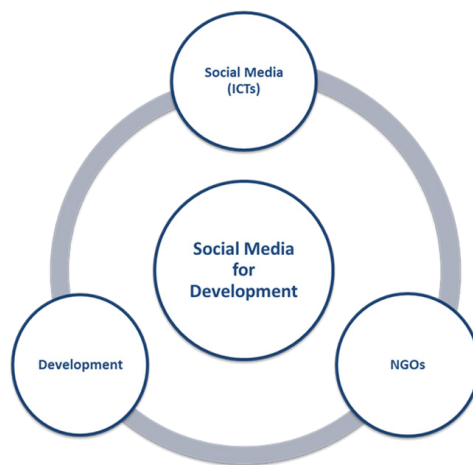 Social Media
(ICTs)
Social Media
for
Development
Development
NGOs